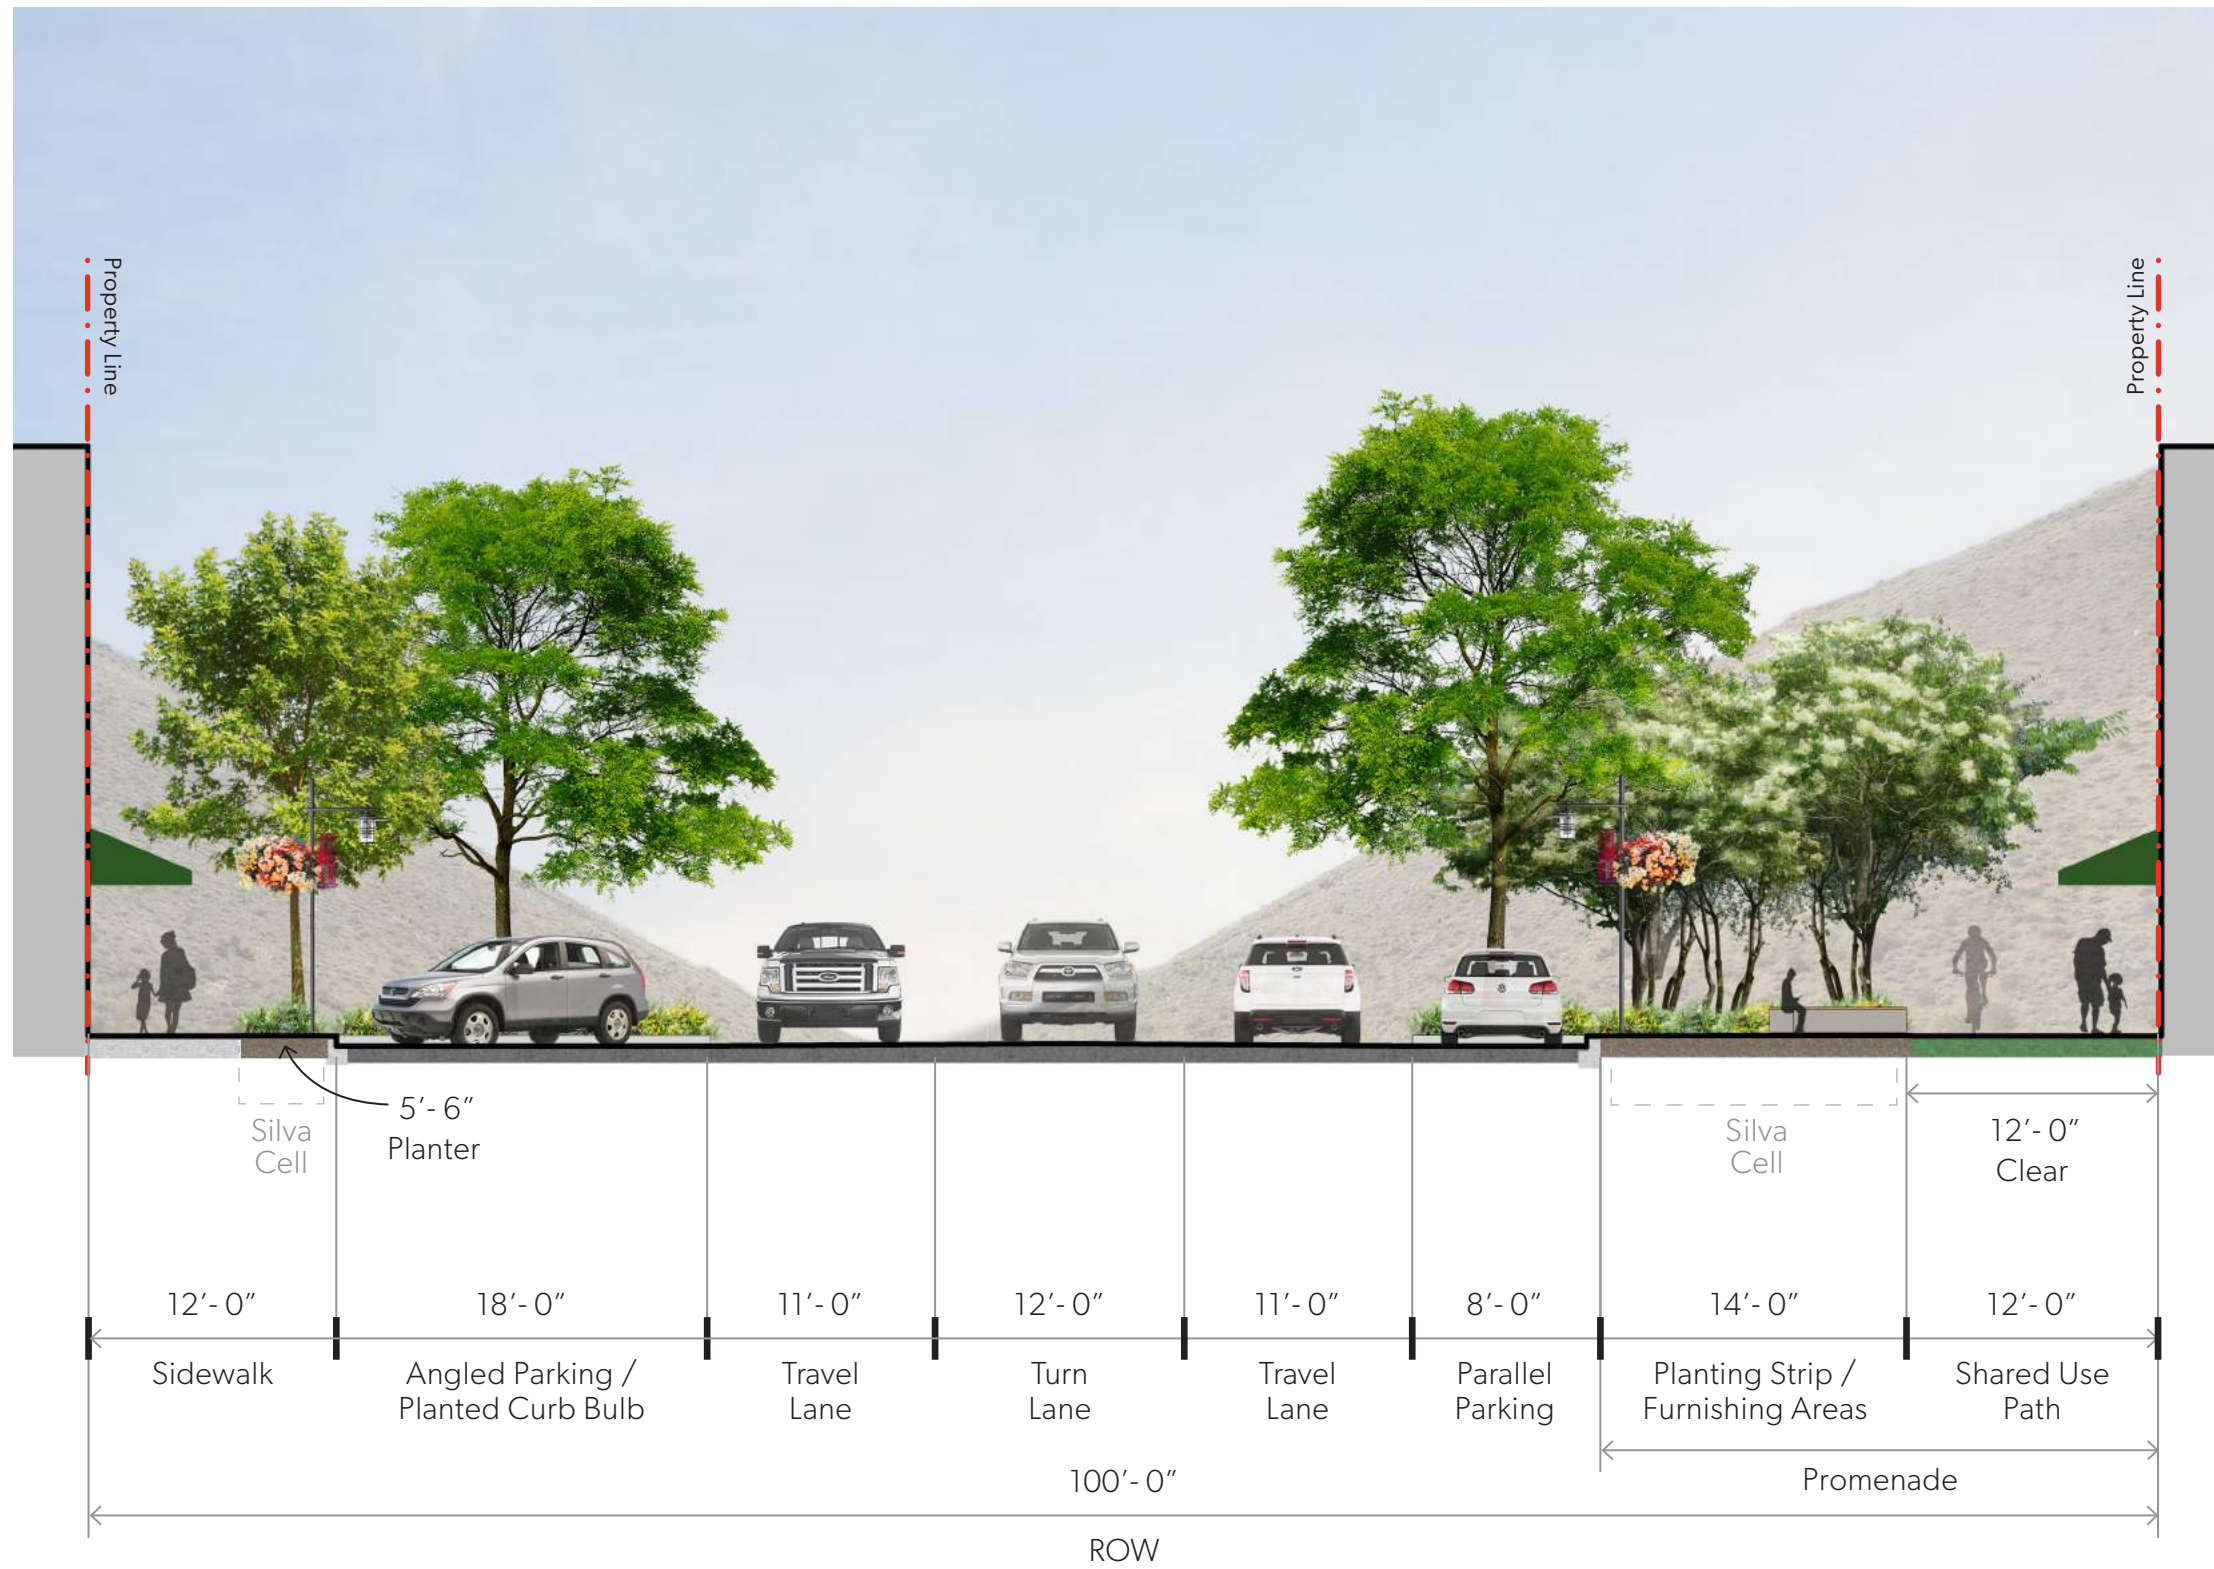 Property Line
Property Line
5'- 6"
Planter
Silva
Cell
Silva
Cell
12'- 0"
Clear
12'- 0"
18'- 0"
11'- 0"
12'- 0"
11'- 0"
8'- 0"
14'- 0"
12'- 0"
Sidewalk
Angled Parking /
Planted Curb Bulb
Travel
Lane
Turn
Lane
Travel
Lane
Parallel
Parking
Planting Strip /
Furnishing Areas
Shared Use
Path
Promenade
100'- 0"
ROW